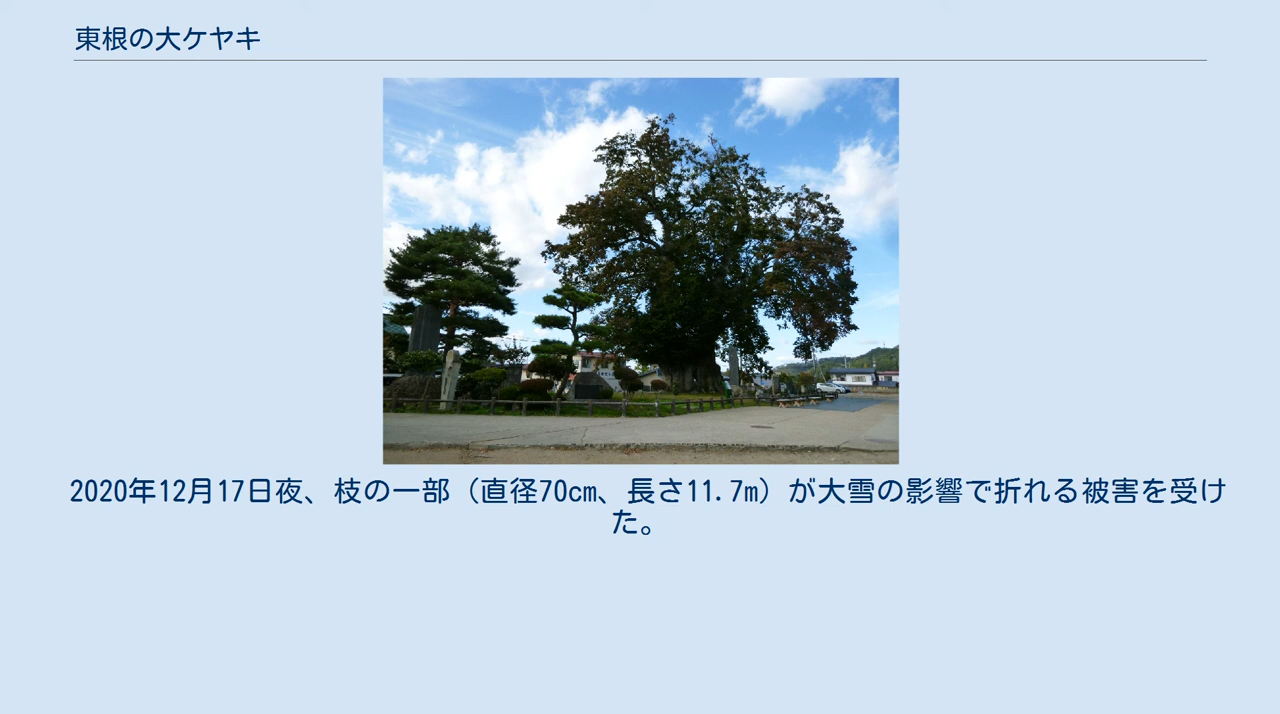 東根の大ケヤキ
2020年12月17日夜、枝の一部（直径70cm、長さ11.7m）が大雪の影響で折れる被害を受け
た。